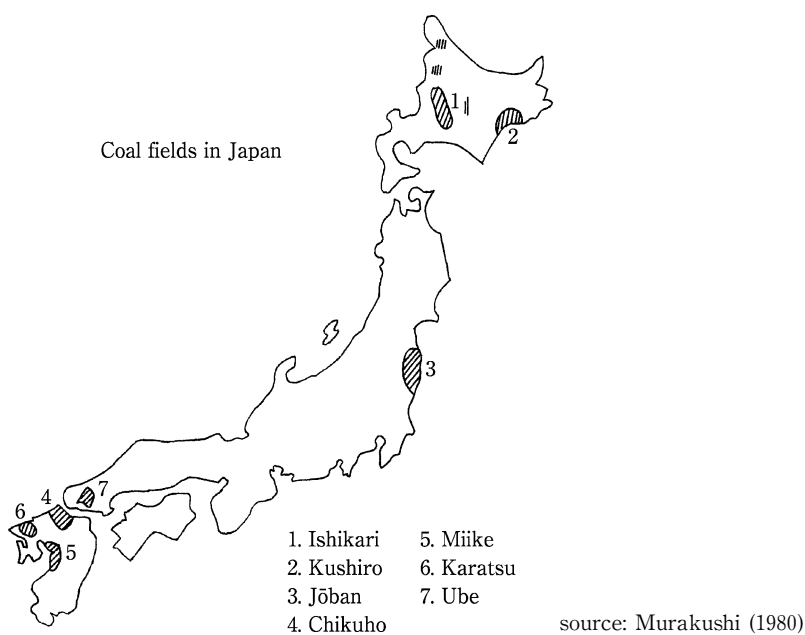 1
2
Coal fields in Japan
3
7
4
6
5
1. Ishikari 5. Miike
2. Kushiro 6. Karatsu
3. Jōban 7. Ube
4. Chikuho
source: Murakushi (1980)